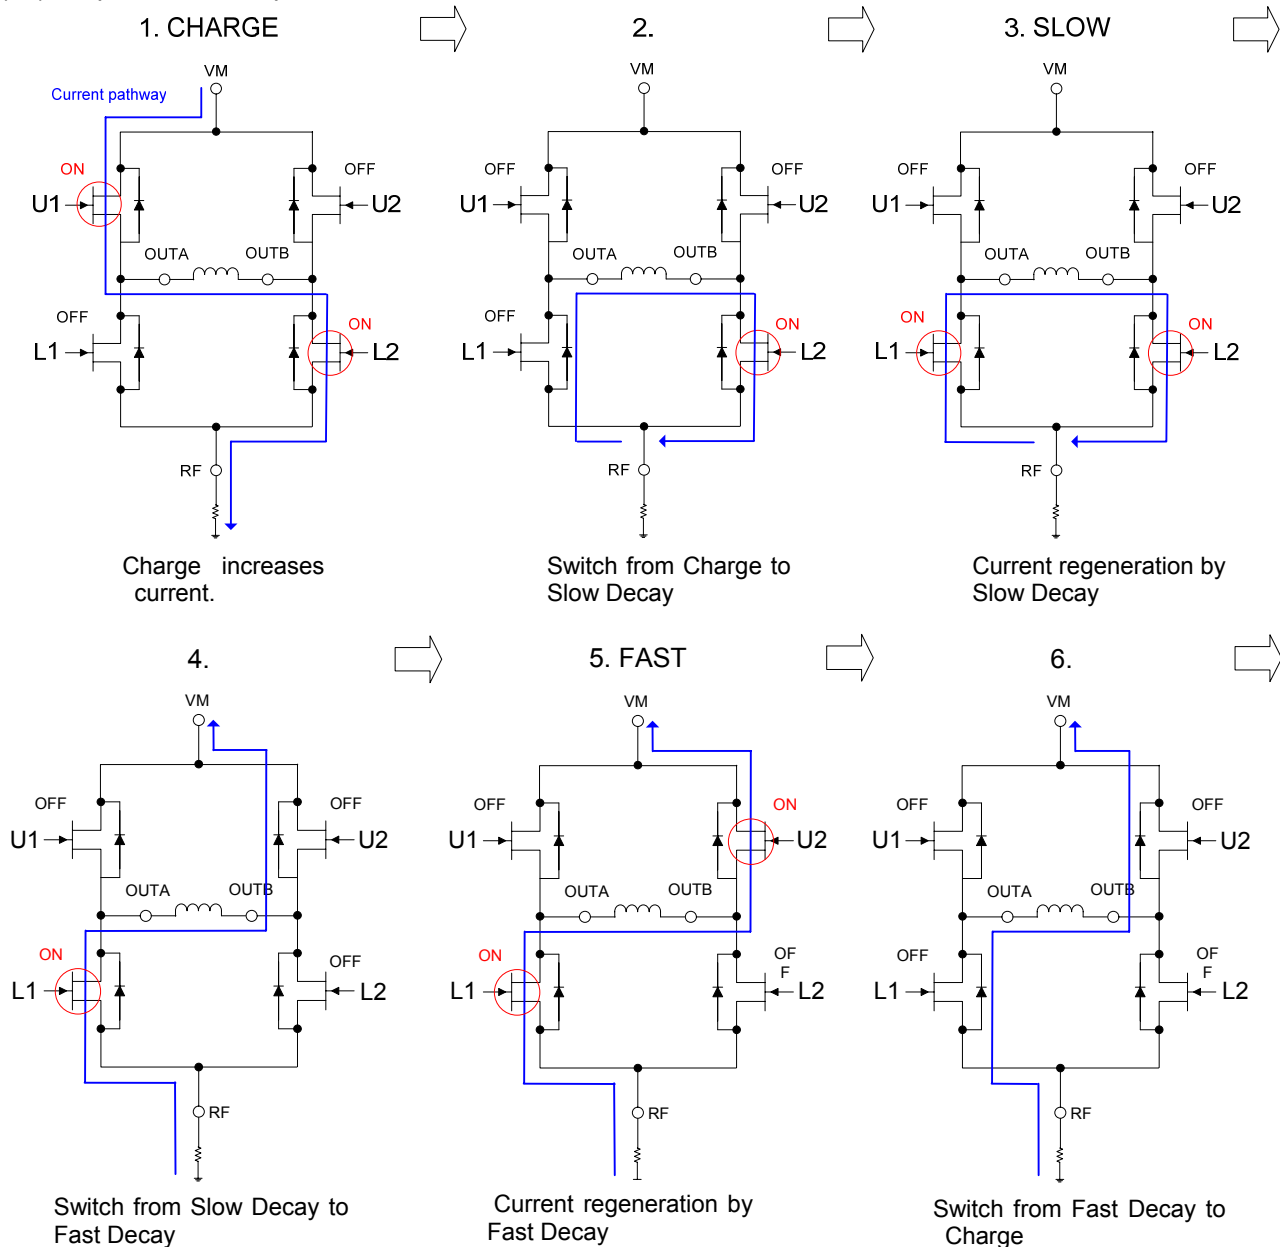 1. CHARGE
2.
3. SLOW
VM
Current pathway
ON
OFF
U1
U2
OUTA
OUTB
OFF
ON
L1
L2
RF
Charge increases
current.
VM
OFF
OFF
U1
U2
OUTA
OUTB
OFF
ON
L1
L2
RF
Switch from Charge to
Slow Decay
VM
OFF
OFF
U1
U2
OUTA
OUTB
ON
ON
L1
L2
RF
Current regeneration by
Slow Decay
4.
5. FAST
6.
VM
OFF
OFF
U1
U2
OUTA
OUTB
ON
OFF
L1
L2
RF
Switch from Slow Decay to
Fast Decay
VM
OFF
ON
U1
U2
OUTA
OUTB
ON
OF
F
L1
L2
RF
Current regeneration by
Fast Decay
VM
OFF
OFF
U1
U2
OUTA
OUTB
OFF
OFF
L1
L2
RF
Switch from Fast Decay to
Charge